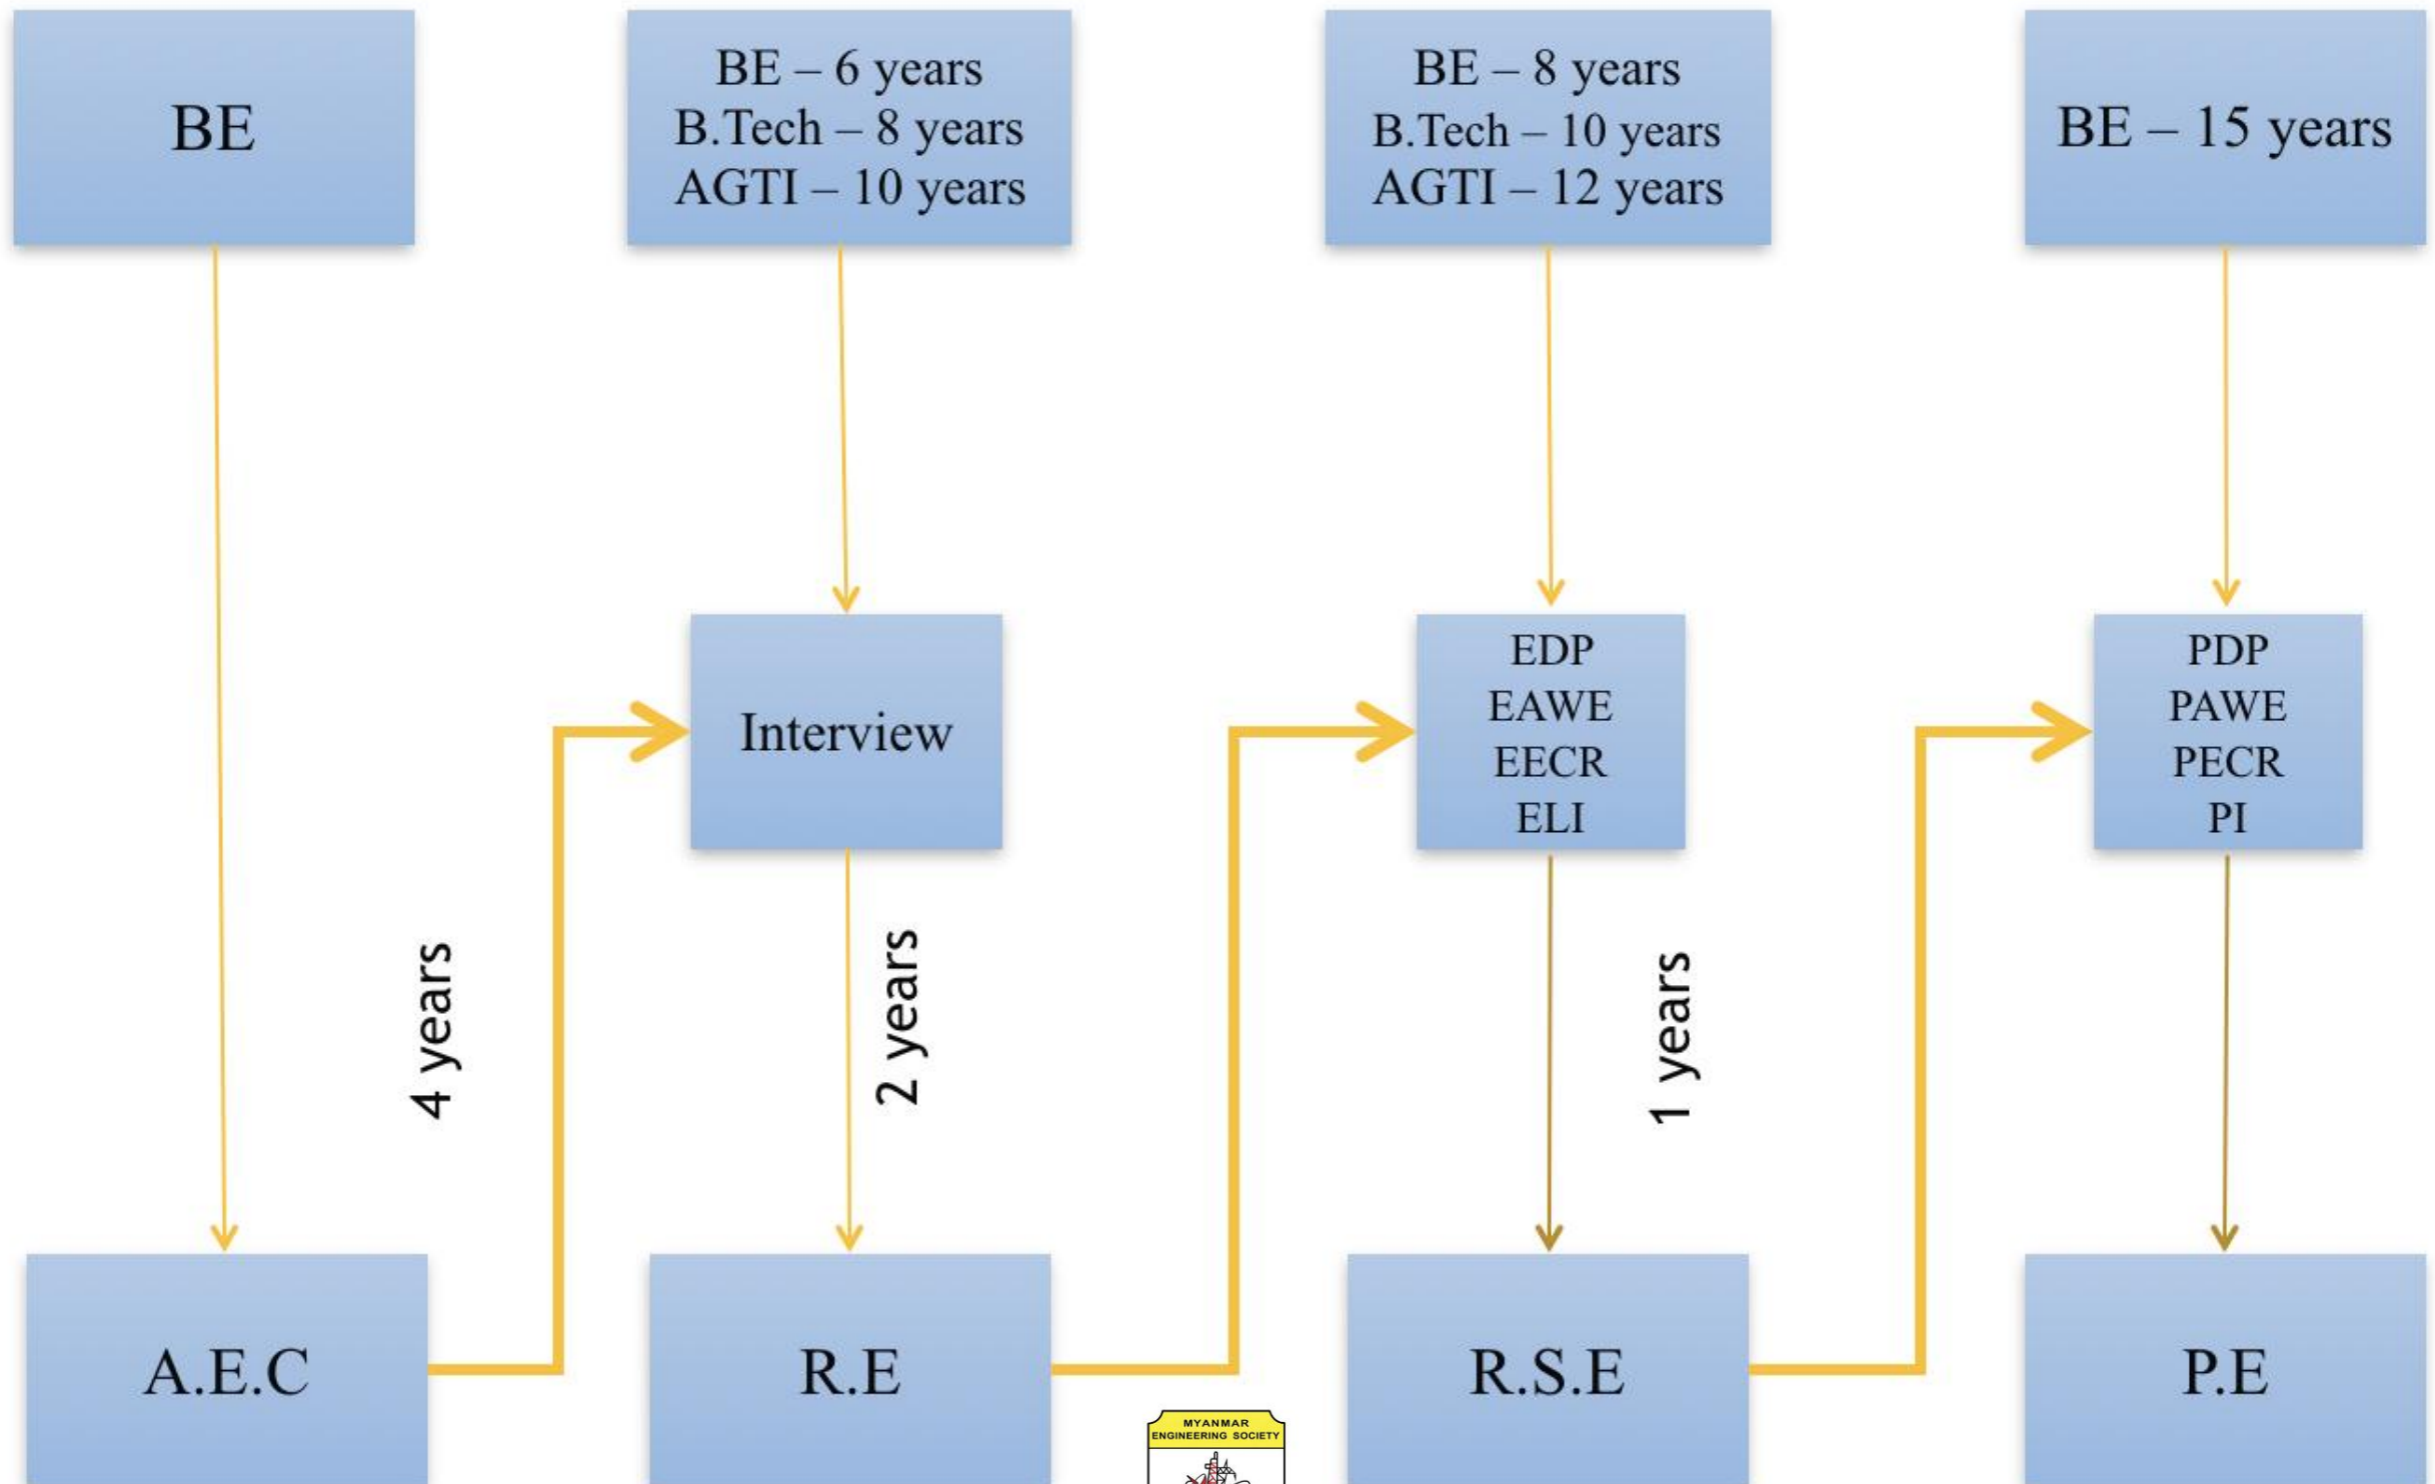 BE
BE – 6 years
B.Tech – 8 years
AGTI – 10 years
BE – 8 years
B.Tech – 10 years
AGTI – 12 years
BE – 15 years
Interview
EDP
EAWE
EECR
ELI
PDP
PAWE
PECR
PI
4 years
2 years
1 years
A.E.C
R.E
R.S.E
P.E
MYANMAR
ENGINEERING SOCIETY